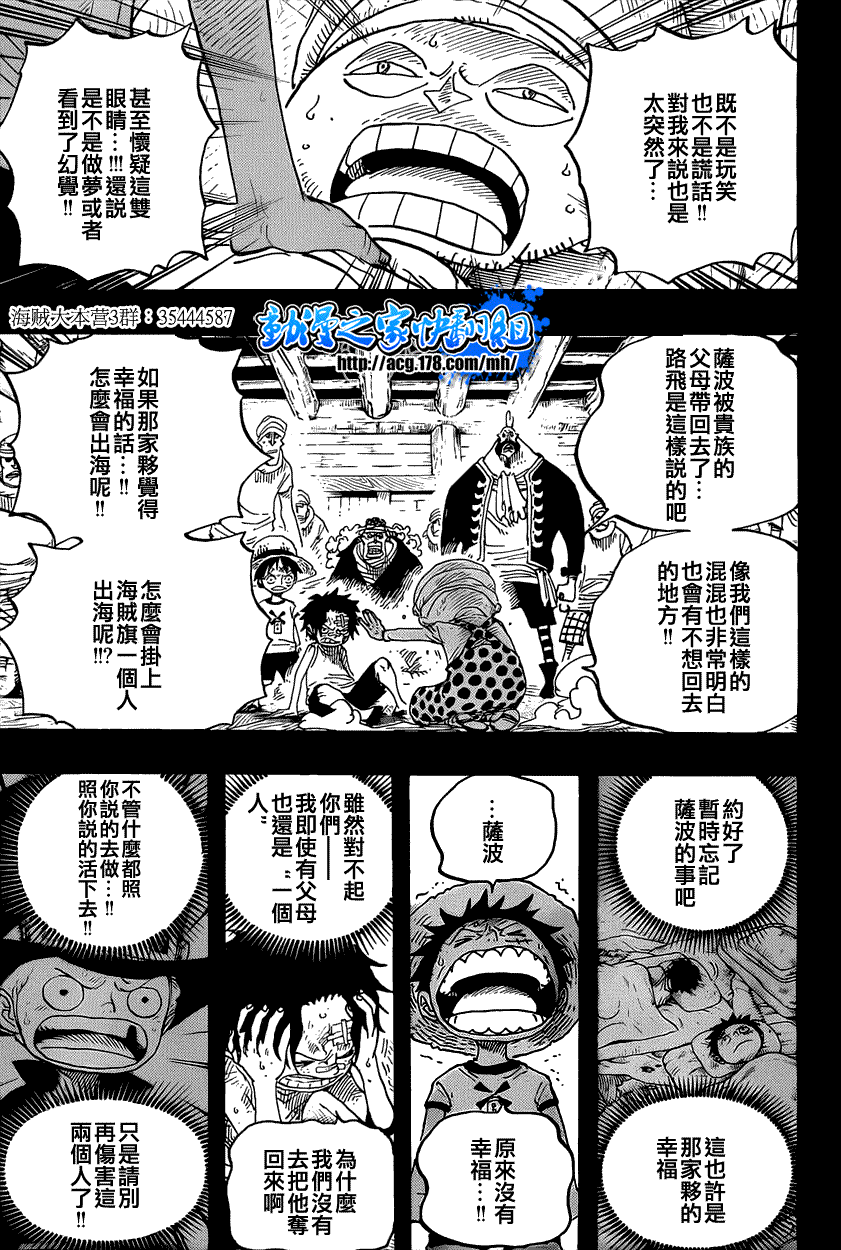 既不是玩笑
也不是謊話!!
對我來說也是
太突然了…
甚至懷疑這雙
眼睛…!!!還說
是不是做夢或者
看到了幻覺!!
海贼大本营3群：35444587
動漫之家汉翻组
http://acg.178.com/mh/
薩波被貴族的
父母帶回去了…
路飛是這樣說的吧
像我們這樣的
混混也非常明白
也會有不想回去
的地方!!
如果那家夥覺得
幸福的話…!!
怎麼會出海呢!!
怎麼會掛上
海賊旗一個人
出海呢!!?
約好了
暫時忘記
薩波的事吧
這也許是
那家夥的
幸福
…薩波
原來沒有
幸福…!!
雖然對不起
你們——
我即使有父母
也還是“一個
人”
為什麼
我們沒有
去把他奪
回來啊
不管什麼都照
你說的去做…!!
照你說的活下去!!
只是請別
再傷害這
兩個人了!!